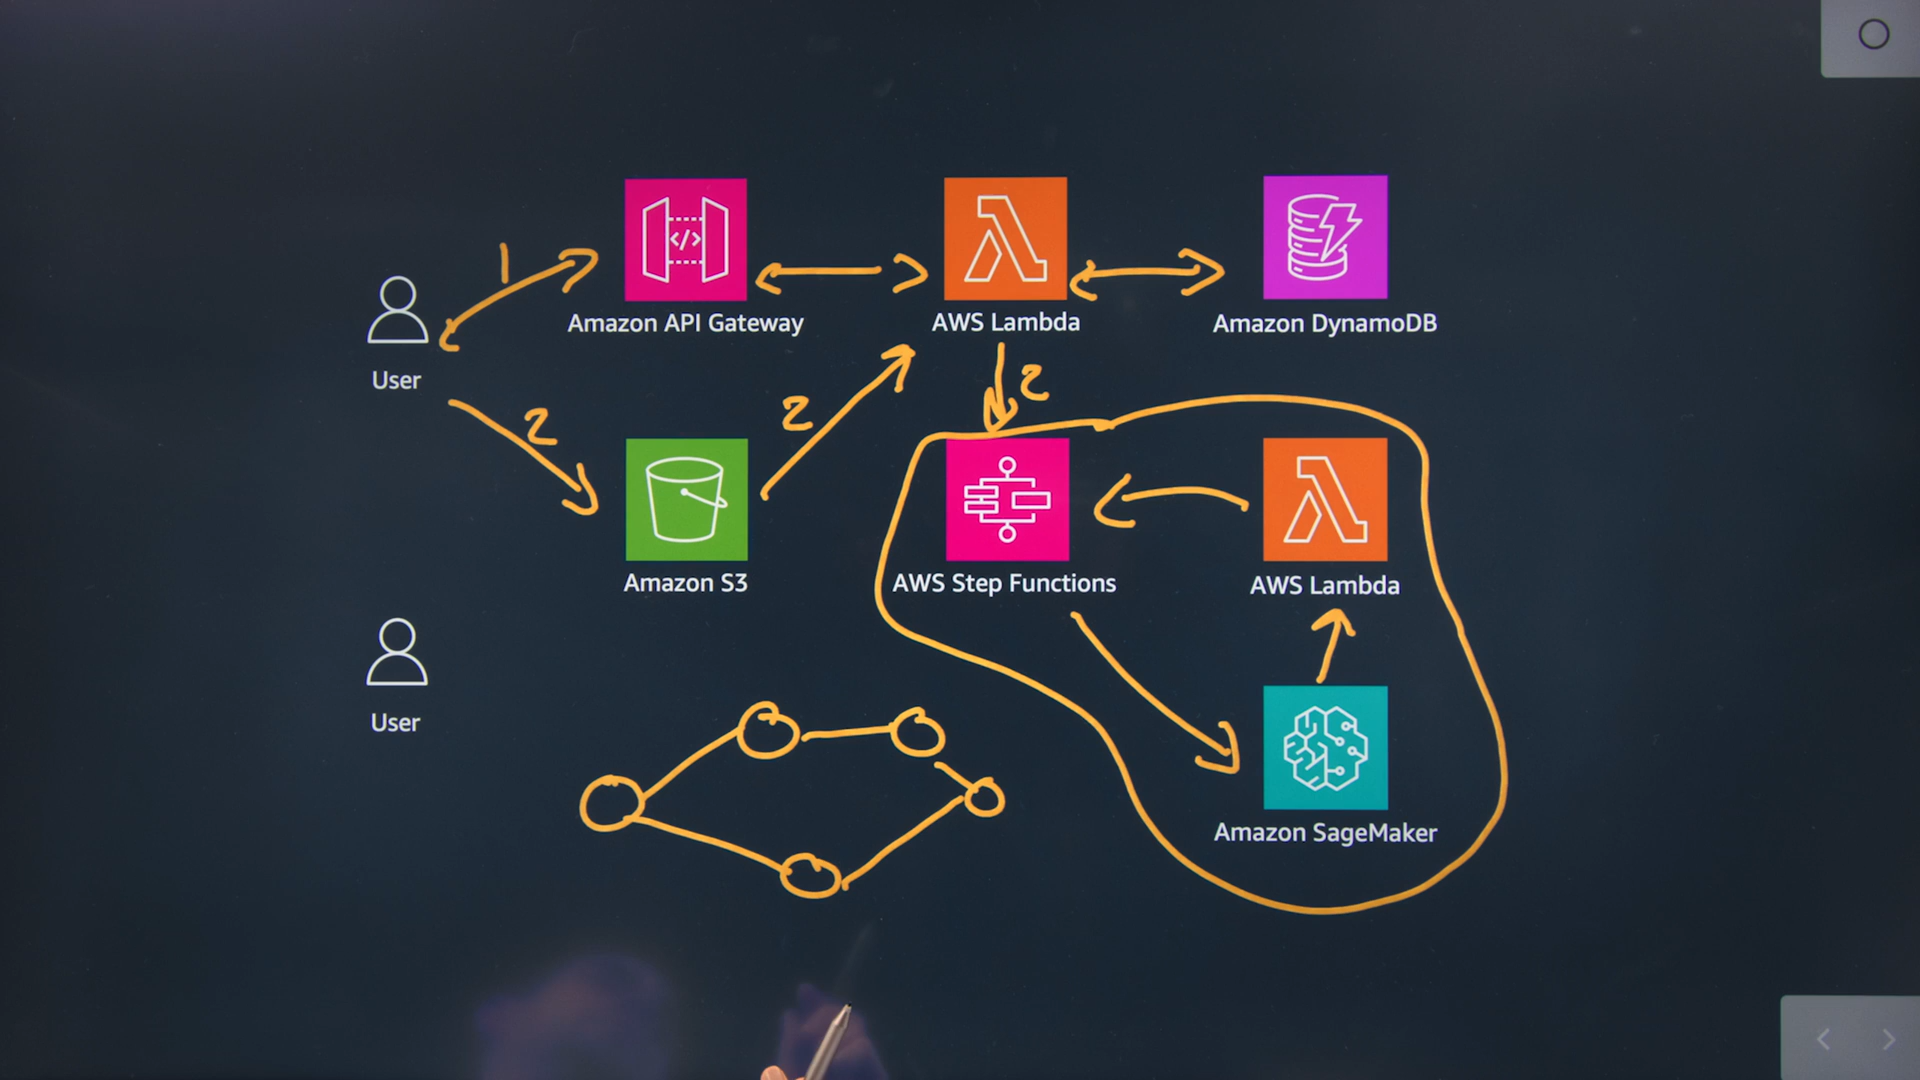 1
</>
Amazon API Gateway
AWS Lambda
Amazon DynamoDB
User
2
2
2
Amazon S3
AWS Step Functions
AWS Lambda
User
Amazon SageMaker